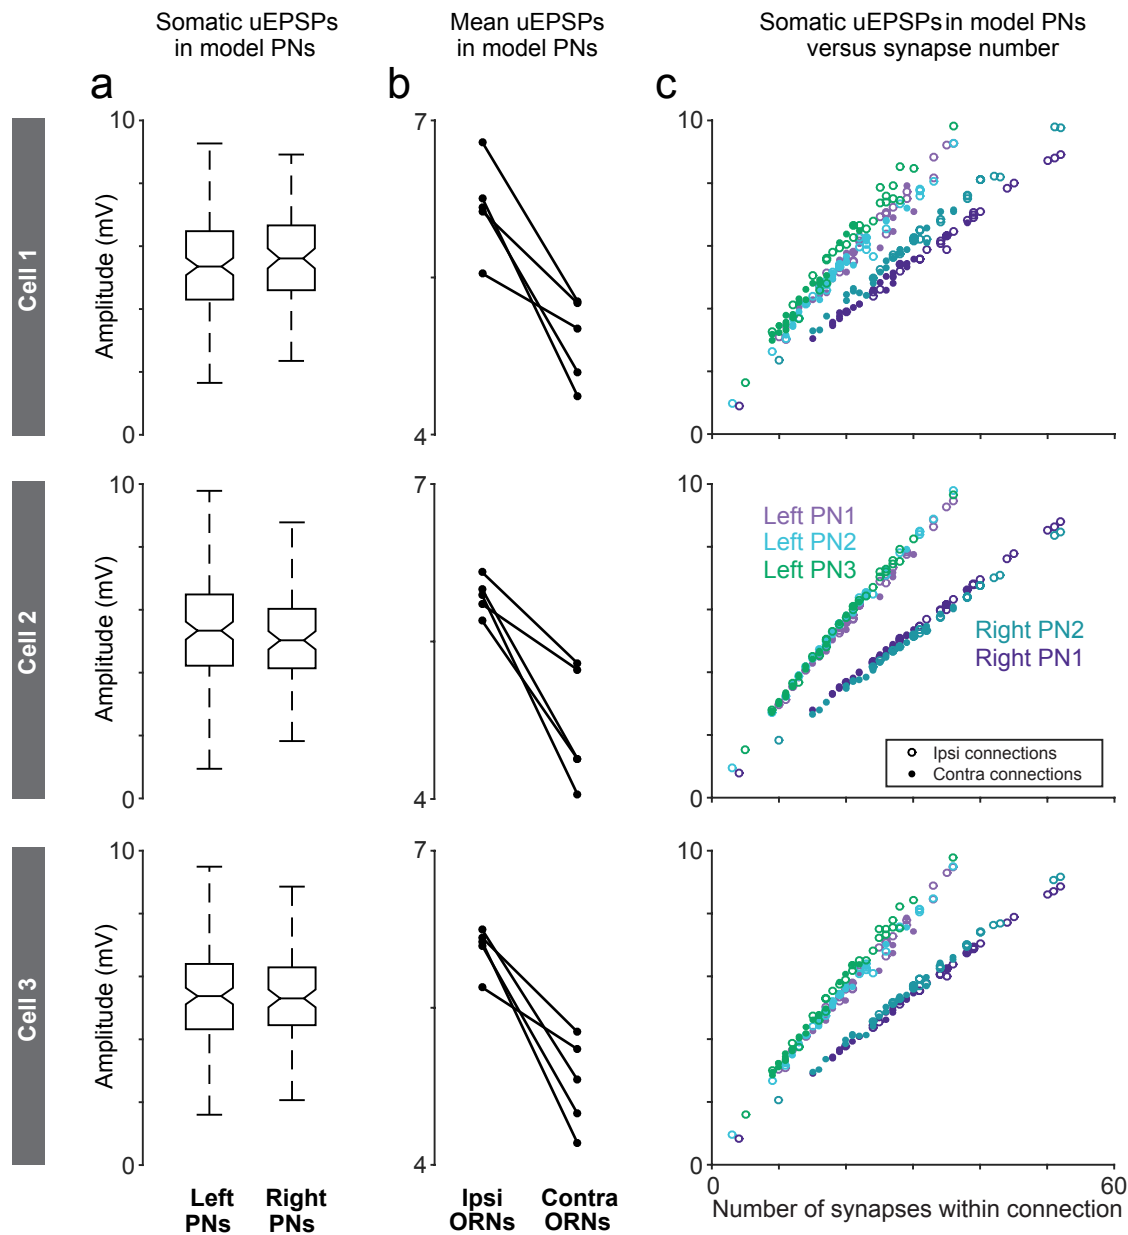 Somatic uEPSPs
in model PNs
Mean uEPSPs
in model PNs
Somatic uEPSPs in model PNs
versus synapse number
a
b
c
Cell 1
Amplitude (mV)
10
0
7
4
10
0
60
Cell 2
Amplitude (mV)
10
0
7
4
10
0
Left PN1
Left PN2
Left PN3
Right PN2
Right PN1
Ipsi connections
Contra connections
Cell 3
Amplitude (mV)
10
0
7
4
10
0
0
60
Left
PNs
Right
PNs
Ipsi
ORNs
Contra
ORNs
Number of synapses within connection